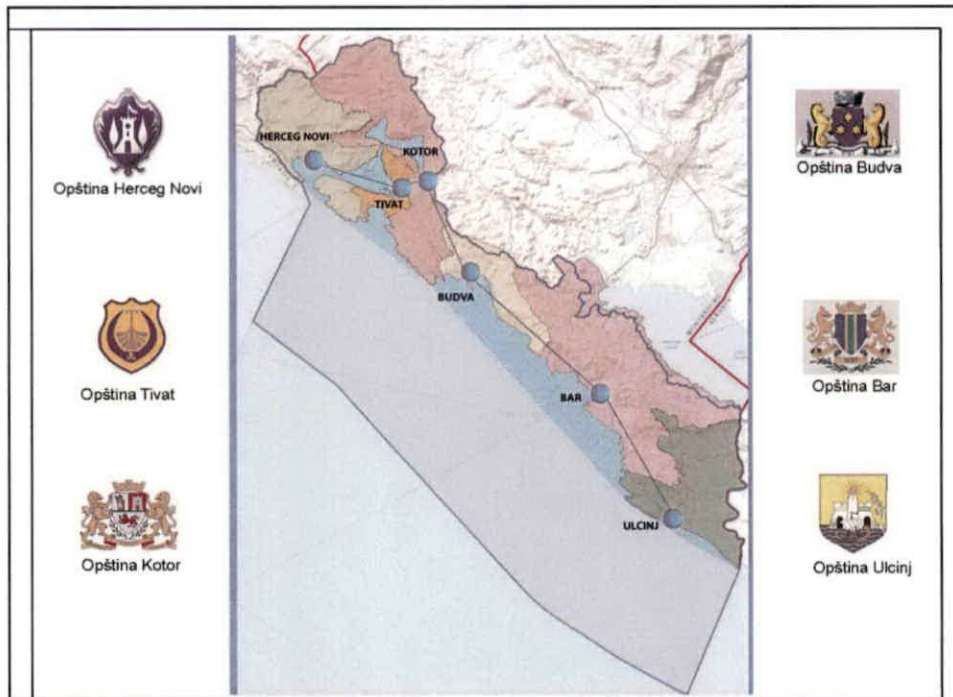 Opština Herceg Novi
Opština Tivat
Opština Kotor
HERCEG NOVI
KOTOR
TIVAT
BUDVA
BAR
ULCINJ
Opština Budva
Opština Bar
Opština Ulcinj